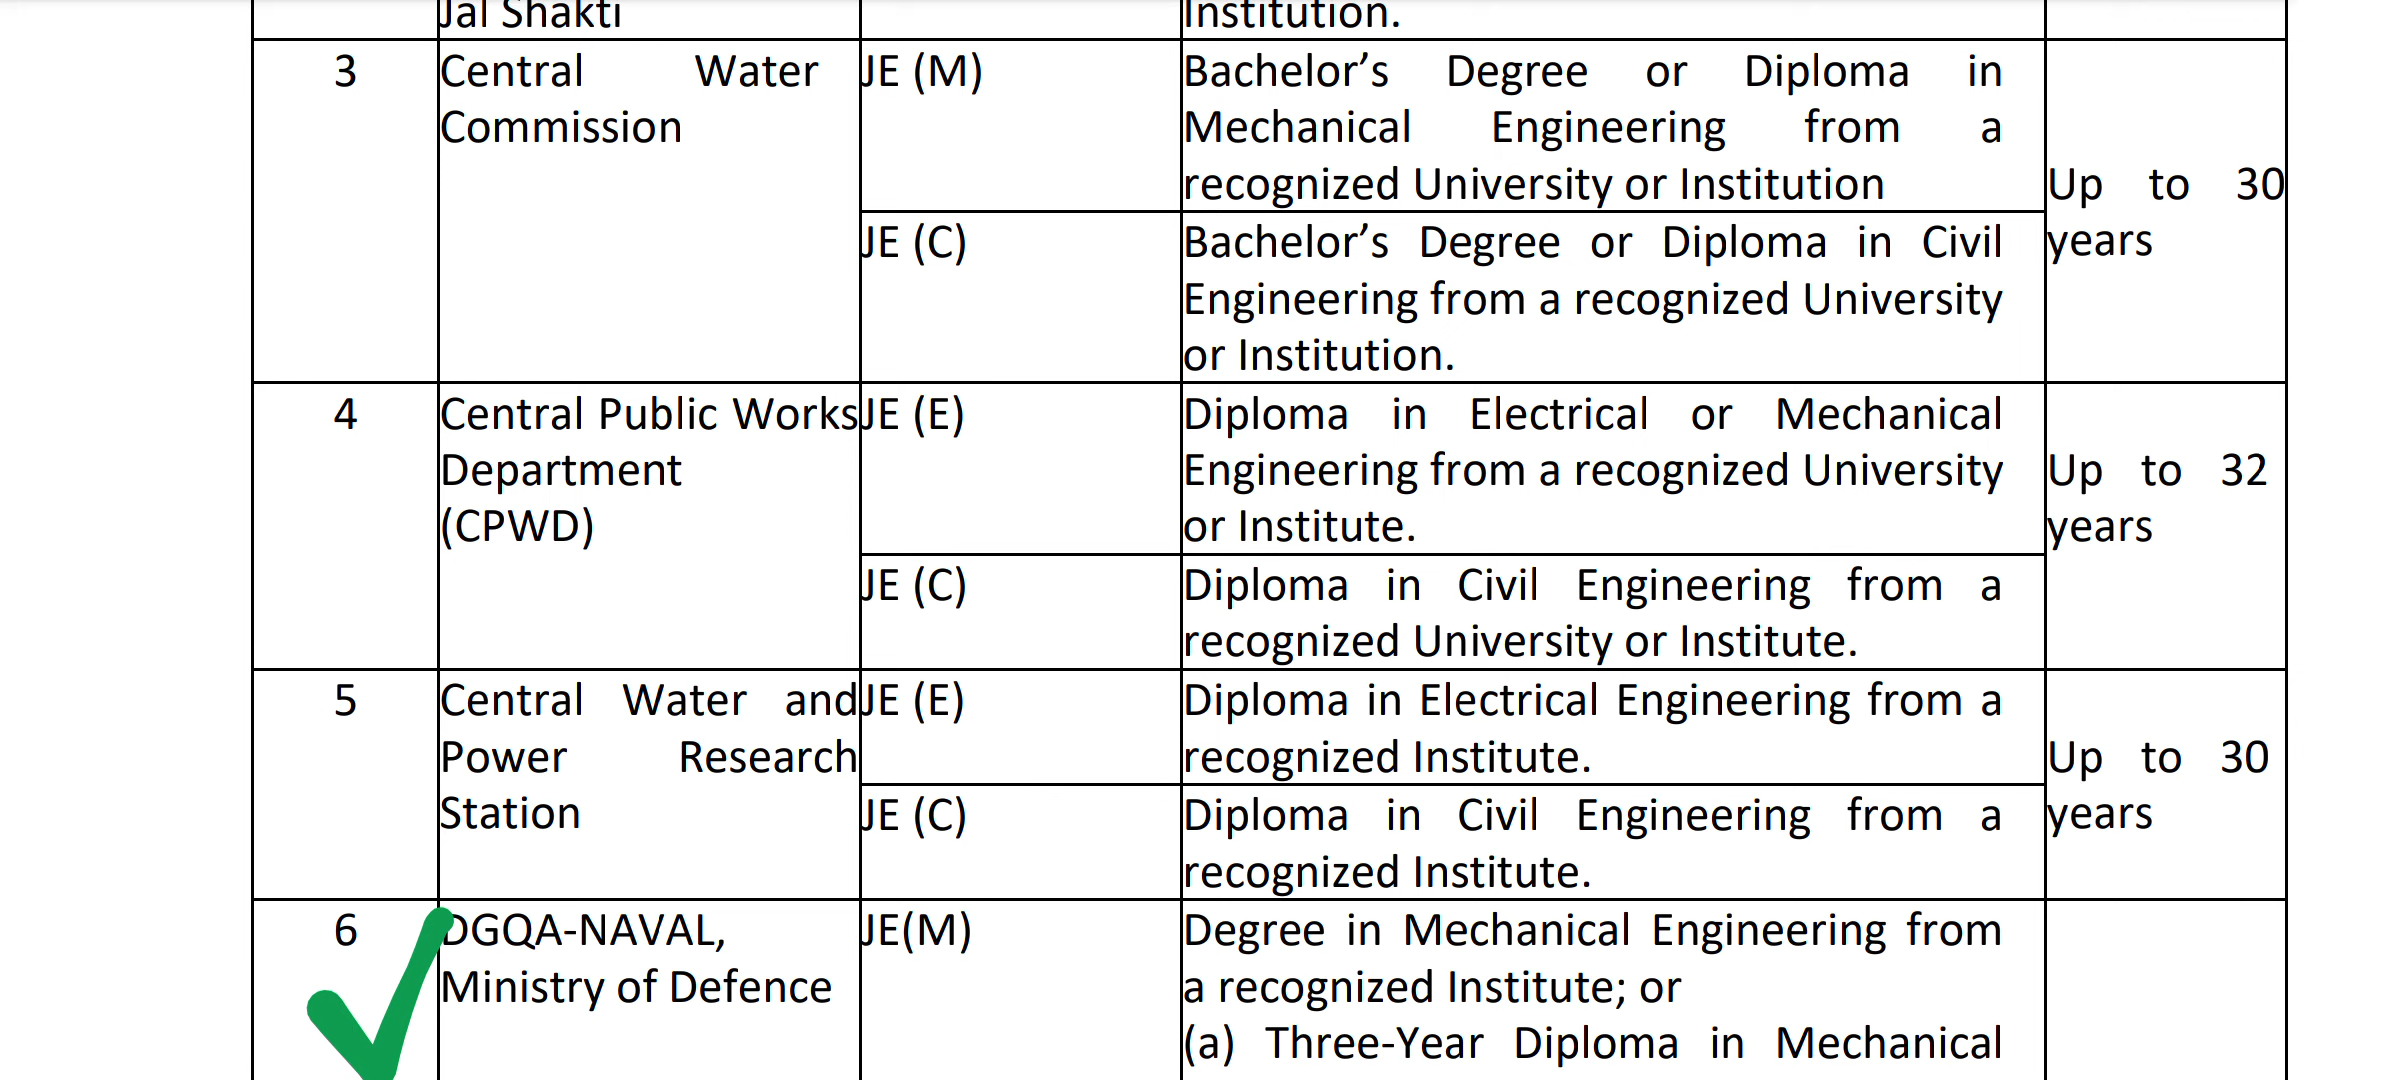 Jal Shakti
Institution.
3
Central Water
Commission
JE (M)
Bachelor’s Degree or Diploma in
Mechanical Engineering from a
recognized University or Institution
Up to 30
years
JE (C)
Bachelor’s Degree or Diploma in Civil
Engineering from a recognized University
or Institution.
4
Central Public Works
Department
(CPWD)
JE (E)
Diploma in Electrical or Mechanical
Engineering from a recognized University
or Institute.
Up to 32
years
JE (C)
Diploma in Civil Engineering from a
recognized University or Institute.
5
Central Water and
Power Research
Station
JE (E)
Diploma in Electrical Engineering from a
recognized Institute.
Up to 30
years
JE (C)
Diploma in Civil Engineering from a
recognized Institute.
6
DGQA-NAVAL,
Ministry of Defence
JE(M)
Degree in Mechanical Engineering from
a recognized Institute; or
(a) Three-Year Diploma in Mechanical